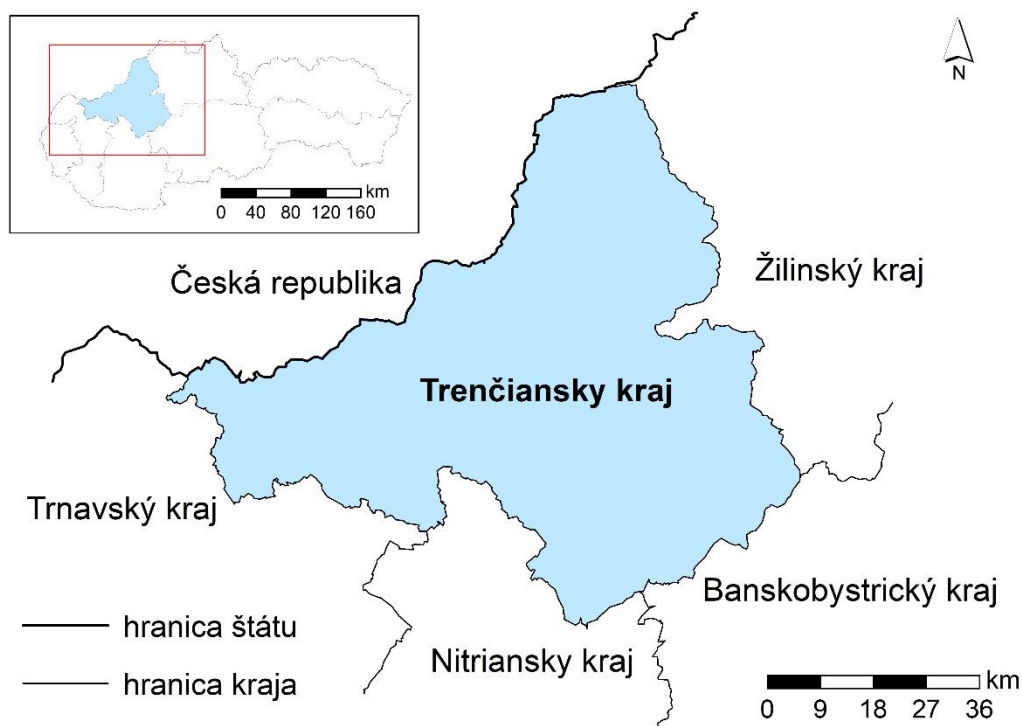 N
km
0 40 80 120 160
Česká republika
Žilinský kraj
Trenčiansky kraj
Trnavský kraj
Banskobystrický kraj
hranica štátu
Nitriansky kraj
hranica kraja
km
0 9 18 27 36